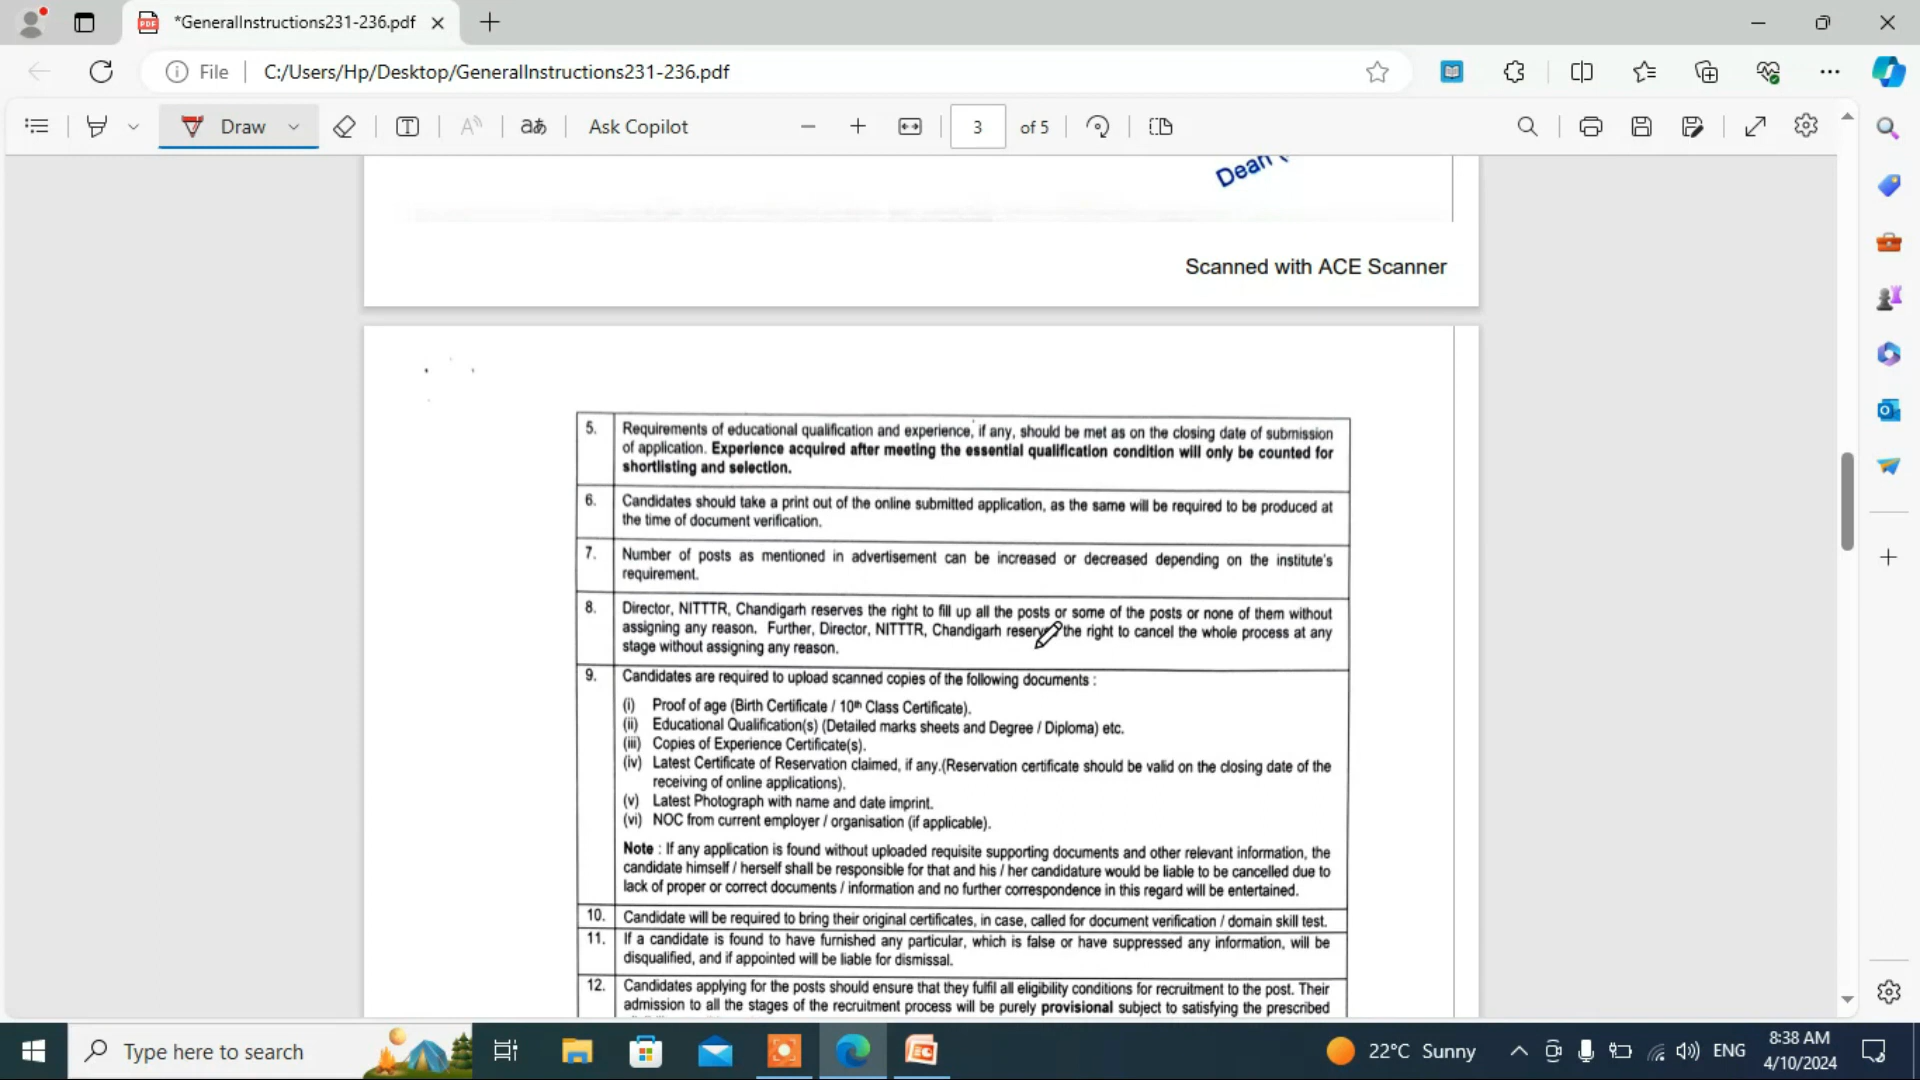 *GeneralInstructions231-236.pdf
File
C:/Users/Hp/Desktop/GeneralInstructions231-236.pdf
Draw
Ask Copilot
3
of 5
Dean
Scanned with ACE Scanner
5. Requirements of educational qualification and experience, if any, should be met as on the closing date of submission
of application. Experience acquired after meeting the essential qualification condition will only be counted for
shortlisting and selection.
6. Candidates should take a print out of the online submitted application, as the same will be required to be produced at
the time of document verification.
7. Number of posts as mentioned in advertisement can be increased or decreased depending on the institute's
requirement.
8. Director, NITTTR, Chandigarh reserves the right to fill up all the posts or some of the posts or none of them without
assigning any reason. Further, Director, NITTTR, Chandigarh reserves the right to cancel the whole process at any
stage without assigning any reason.
9. Candidates are required to upload scanned copies of the following documents :
(i) Proof of age (Birth Certificate / 10th Class Certificate).
(ii) Educational Qualification(s) (Detailed marks sheets and Degree / Diploma) etc.
(iii) Copies of Experience Certificate(s).
(iv) Latest Certificate of Reservation claimed, if any.(Reservation certificate should be valid on the closing date of the
receiving of online applications).
(v) Latest Photograph with name and date imprint.
(vi) NOC from current employer / organisation (if applicable).
Note : If any application is found without uploaded requisite supporting documents and other relevant information, the
candidate himself / herself shall be responsible for that and his / her candidature would be liable to be cancelled due to
lack of proper or correct documents / information and no further correspondence in this regard will be entertained.
10. Candidate will be required to bring their original certificates, in case, called for document verification / domain skill test.
11. If a candidate is found to have furnished any particular, which is false or have suppressed any information, will be
disqualified, and if appointed will be liable for dismissal.
12. Candidates applying for the posts should ensure that they fulfil all eligibility conditions for recruitment to the post. Their
admission to all the stages of the recruitment process will be purely provisional subject to satisfying the prescribed
Type here to search
22°C Sunny
ENG
8:38 AM
4/10/2024